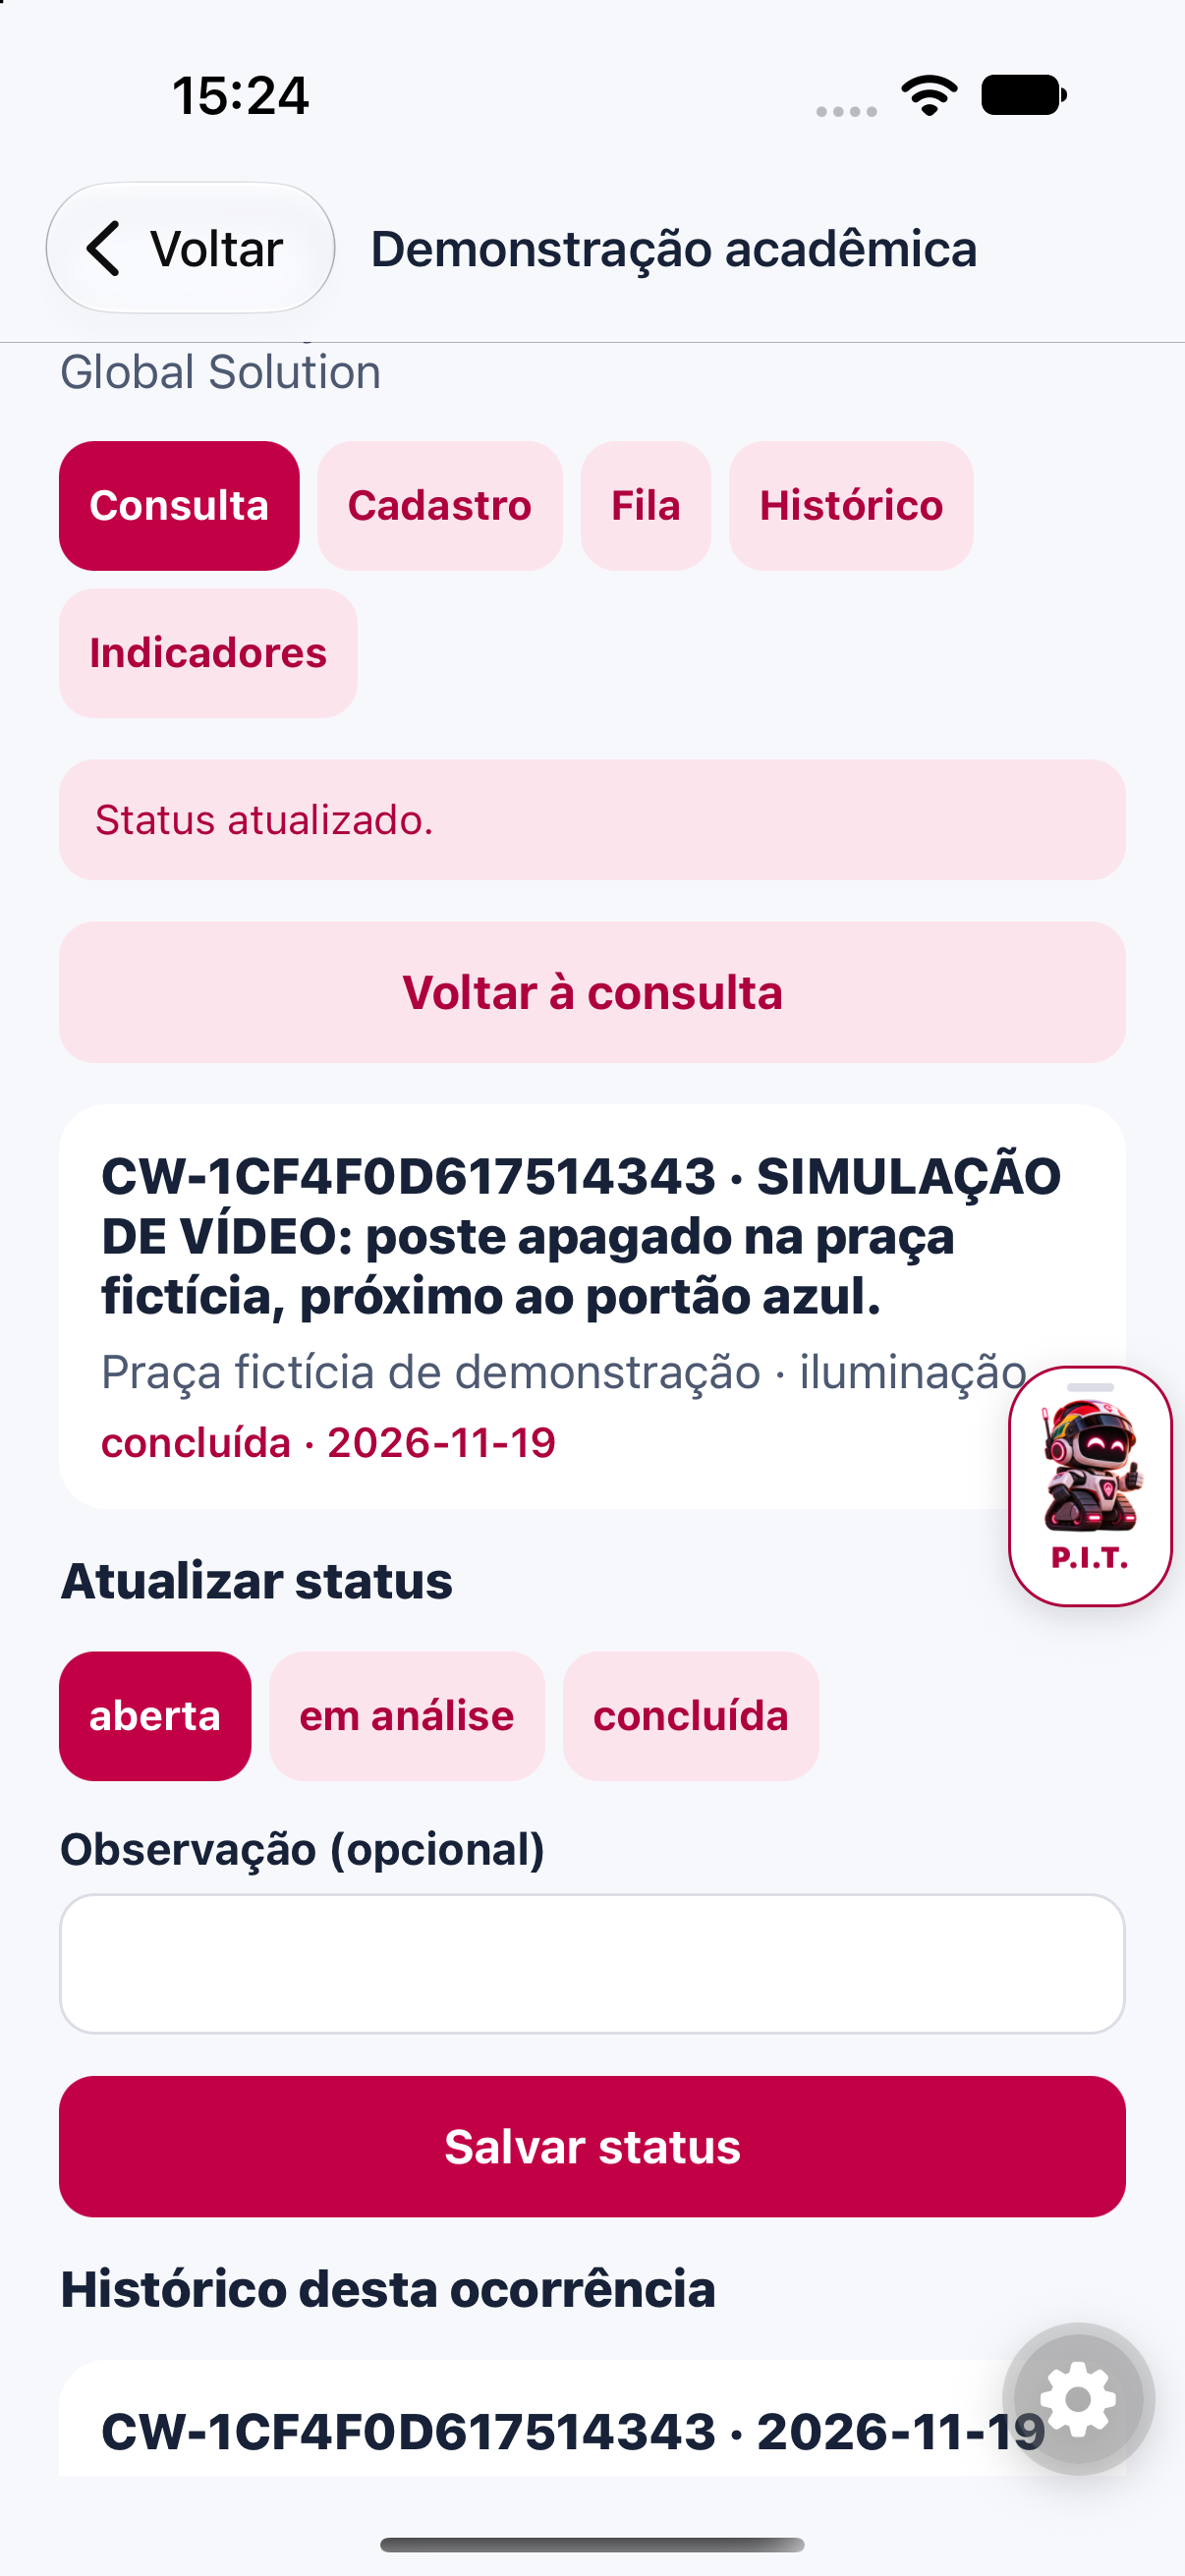 15:24
Voltar
Demonstração acadêmica
Global Solution
Consulta
Cadastro
Fila
Histórico
Indicadores
Status atualizado.
Voltar à consulta
CW-1CF4F0D617514343 · SIMULAÇÃO
DE VÍDEO: poste apagado na praça
fictícia, próximo ao portão azul.
Praça fictícia de demonstração · iluminação
concluída · 2026-11-19
P.I.T.
Atualizar status
aberta
em análise
concluída
Observação (opcional)
Salvar status
Histórico desta ocorrência
CW-1CF4F0D617514343 · 2026-11-19